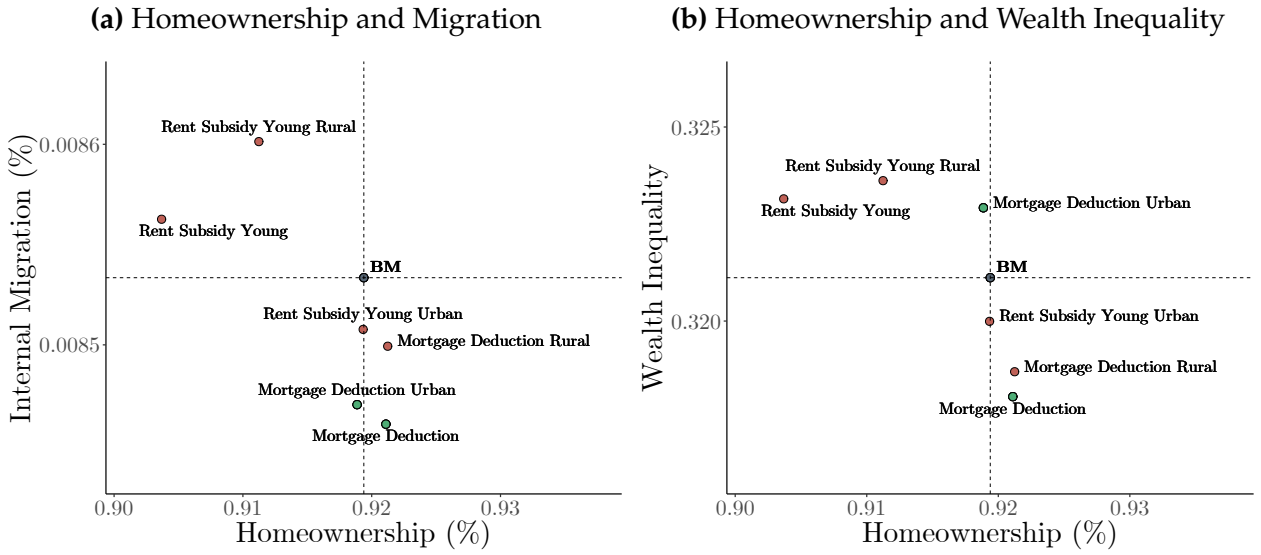 (a) Homeownership and Migration
Internal Migration (%)
0.0086
0.0085
Rent Subsidy Young Rural
Rent Subsidy Young
BM
Rent Subsidy Young Urban
Mortgage Deduction Rural
Mortgage Deduction Urban
Mortgage Deduction
0.90 0.91 0.92 0.93
Homeownership (%)
(b) Homeownership and Wealth Inequality
Wealth Inequality
0.325
0.320
Rent Subsidy Young Rural
Mortgage Deduction Urban
Rent Subsidy Young
BM
Rent Subsidy Young Urban
Mortgage Deduction Rural
Mortgage Deduction
0.90 0.91 0.92 0.93
Homeownership (%)